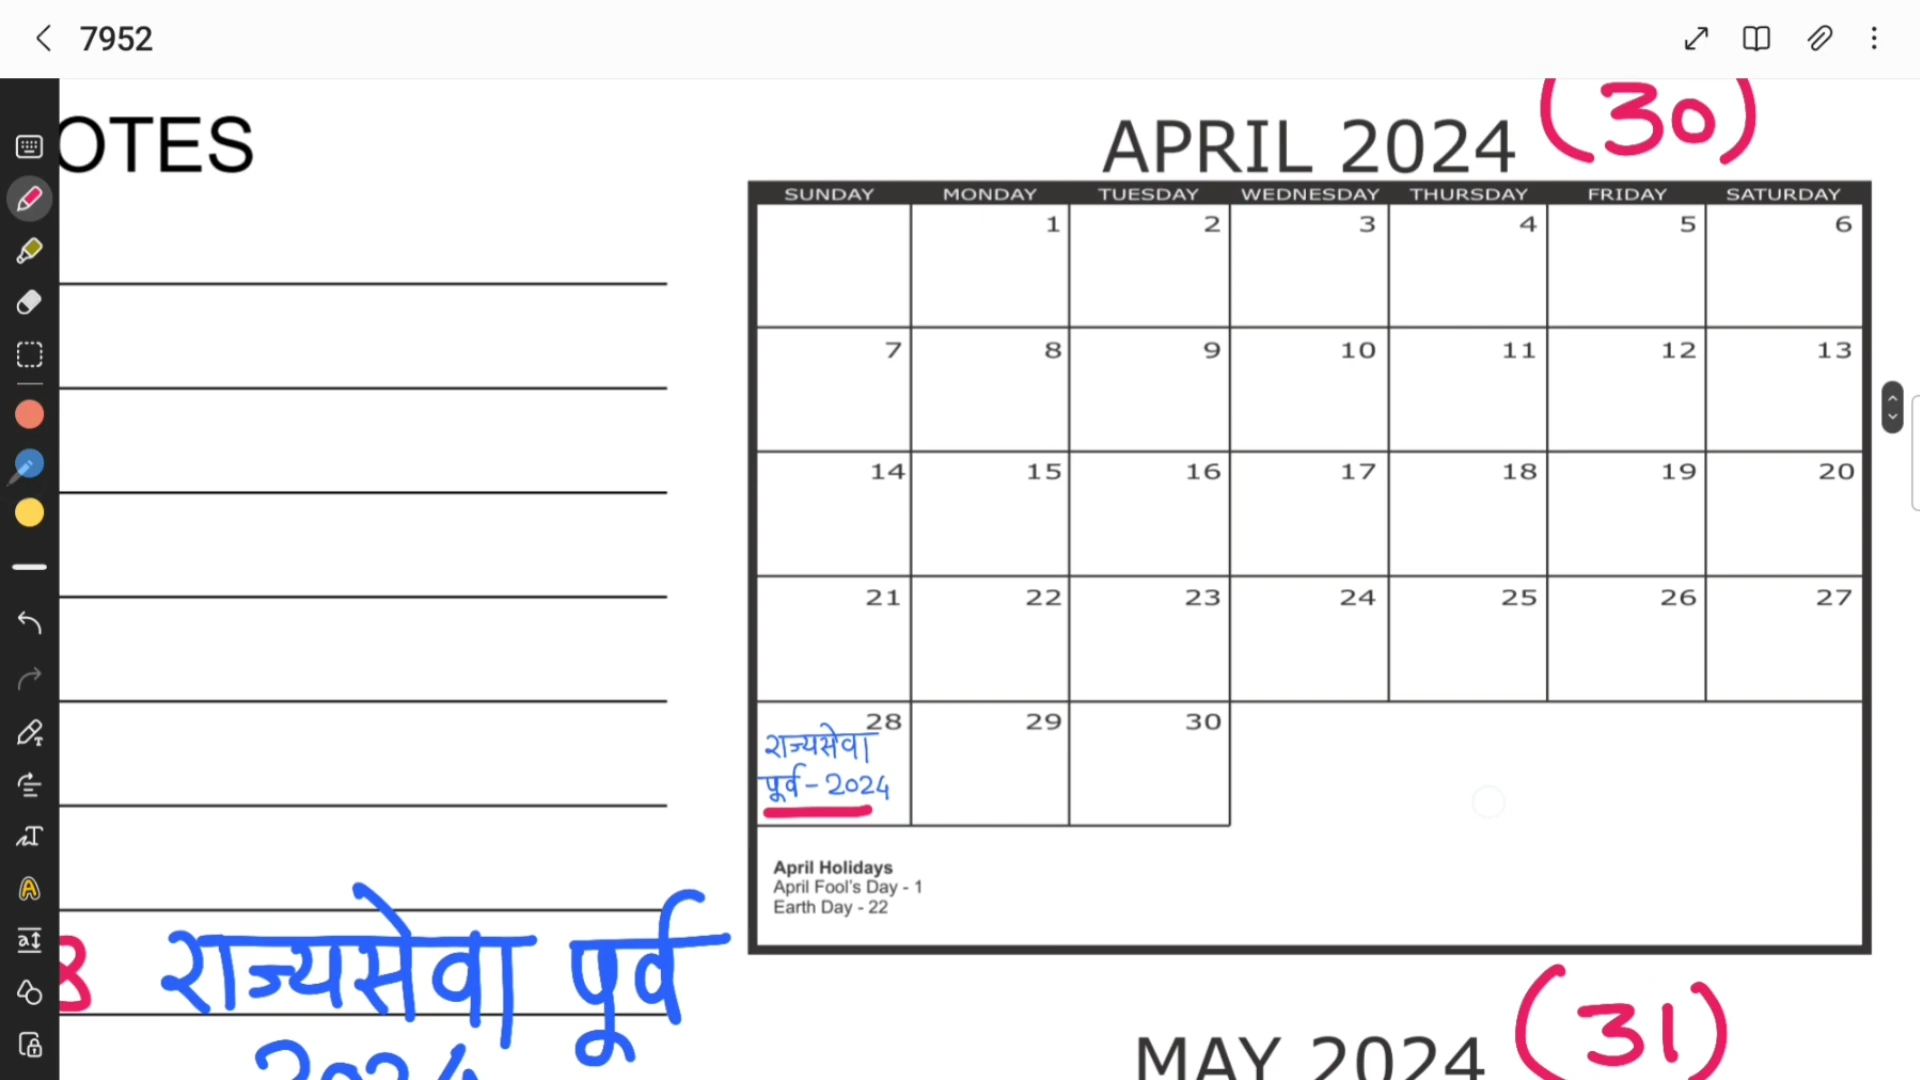 7952
OTES
APRIL 2024 (30)
SUNDAY MONDAY TUESDAY WEDNESDAY THURSDAY FRIDAY SATURDAY
1 2 3 4 5 6
7 8 9 10 11 12 13
14 15 16 17 18 19 20
21 22 23 24 25 26 27
28 29 30
राज्यसेवा
पूर्व - 2024
April Holidays
April Fool's Day - 1
Earth Day - 22
8 राज्यसेवा पूर्व
2024
MAY 2024 (31)